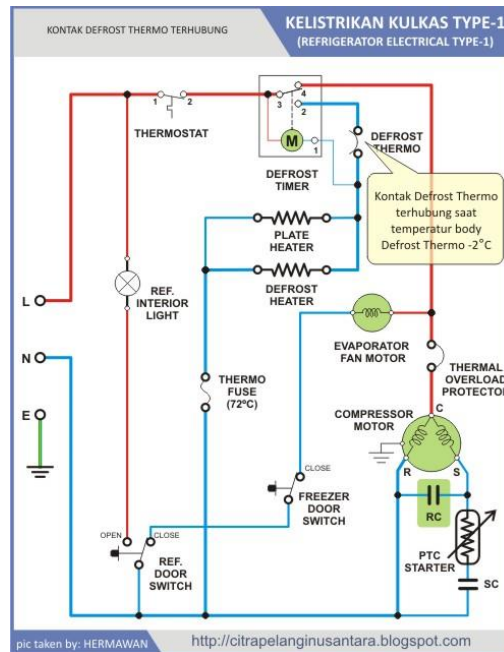 KONTAK DEFROST THERMO TERHUBUNG
KELISTRIKAN KULKAS TYPE-1
(REFRIGERATOR ELECTRICAL TYPE-1)
1
2
THERMOSTAT
3
4
2
M
1
DEFROST
TIMER
DEFROST
THERMO
Kontak Defrost Thermo
terhubung saat
temperatur body
Defrost Thermo -2°C
PLATE
HEATER
DEFROST
HEATER
REF.
INTERIOR
LIGHT
L
N
E
EVAPORATOR
FAN MOTOR
THERMO
FUSE
(72ºC)
THERMAL
OVERLOAD
PROTECTOR
COMPRESSOR
MOTOR
C
R
S
RC
CLOSE
FREEZER
DOOR
SWITCH
OPEN
CLOSE
REF.
DOOR
SWITCH
PTC
STARTER
SC
pic taken by: HERMAWAN
http://citrapelanginusantara.blogspot.com